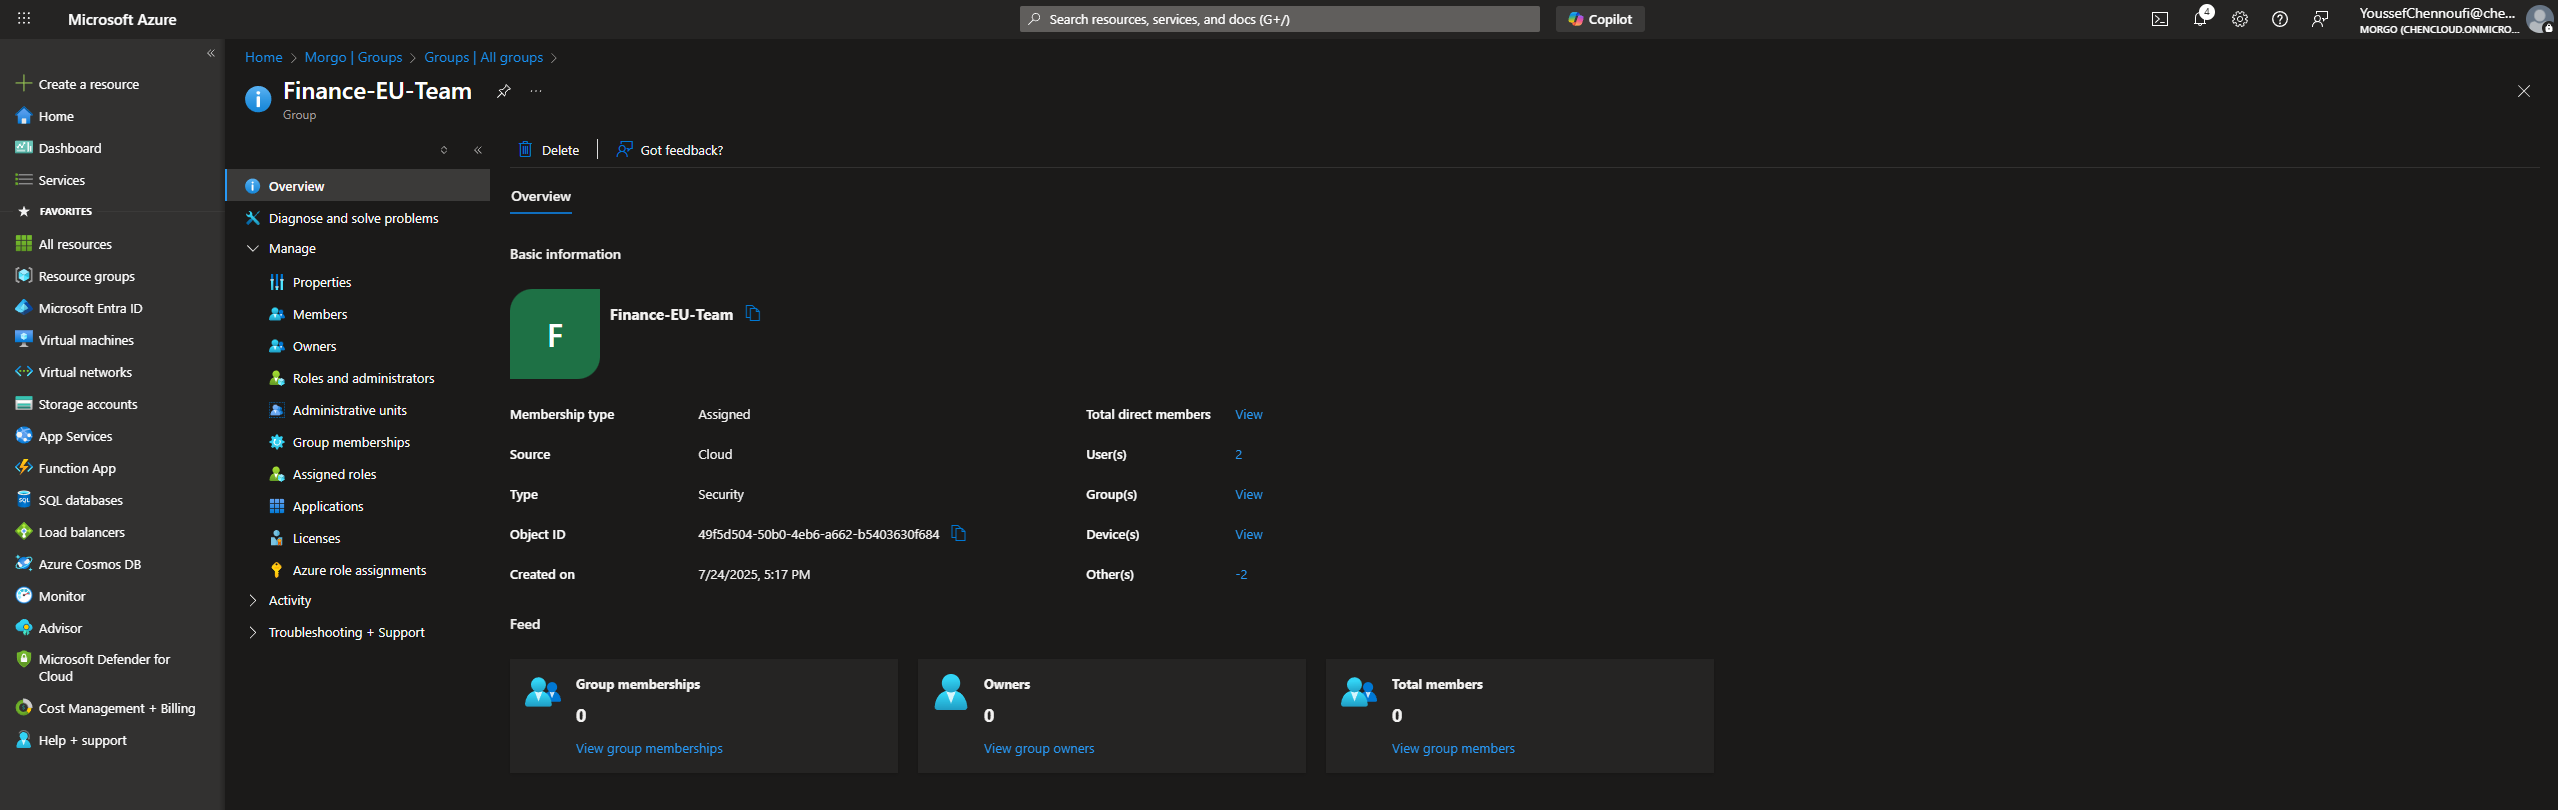 Microsoft Azure
Search resources, services, and docs (G+/)
Copilot
4
YoussefChennoufi@che...
MORGO (CHENCLOUD.ONMICRO...
Create a resource
Home
Dashboard
Services
FAVORITES
All resources
Resource groups
Microsoft Entra ID
Virtual machines
Virtual networks
Storage accounts
App Services
Function App
SQL databases
Load balancers
Azure Cosmos DB
Monitor
Advisor
Microsoft Defender for
Cloud
Cost Management + Billing
Help + support
Home > Morgo | Groups > Groups | All groups >
Finance-EU-Team
Group
Overview
Diagnose and solve problems
Manage
Properties
Members
Owners
Roles and administrators
Administrative units
Group memberships
Assigned roles
Applications
Licenses
Azure role assignments
Activity
Troubleshooting + Support
Delete
Got feedback?
Overview
Basic information
F
Finance-EU-Team
Membership type Assigned
Source Cloud
Type Security
Object ID 49f5d504-50b0-4eb6-a662-b5403630f684
Created on 7/24/2025, 5:17 PM
Total direct members View
User(s) 2
Group(s) View
Device(s) View
Other(s) -2
Feed
Group memberships
0
View group memberships
Owners
0
View group owners
Total members
0
View group members